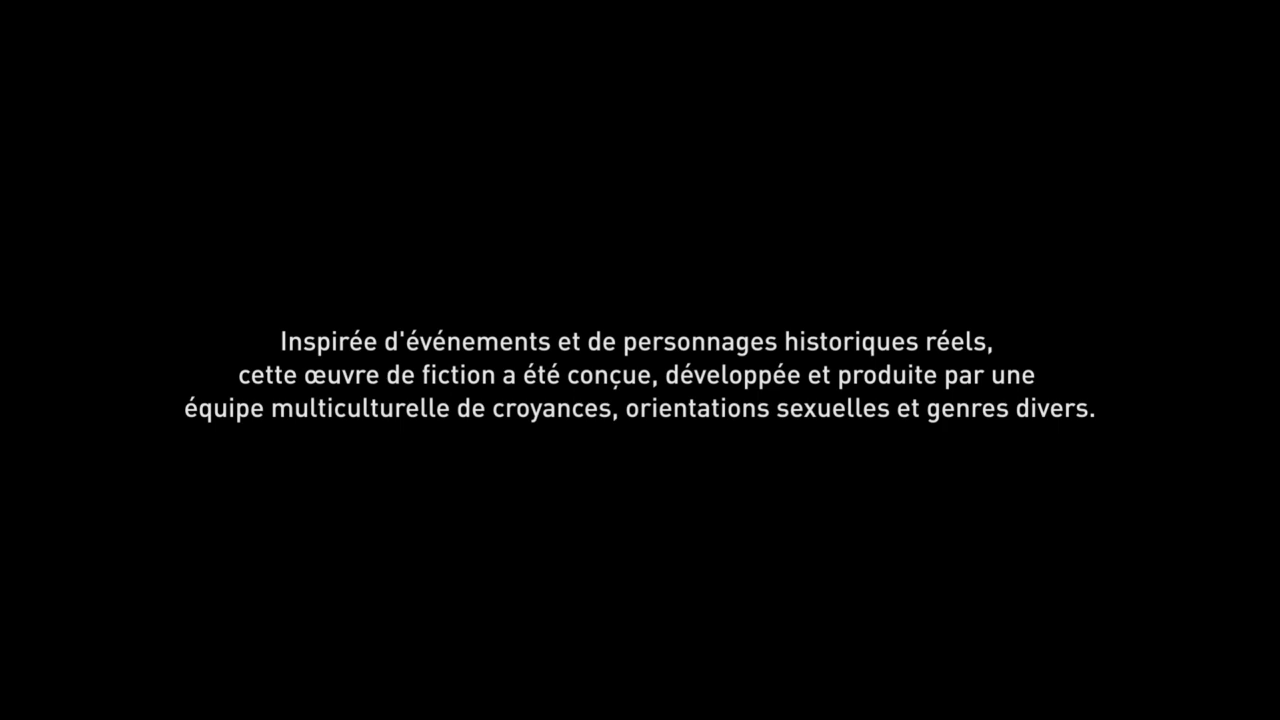 Inspirée d'événements et de personnages historiques réels,
cette œuvre de fiction a été conçue, développée et produite par une
équipe multiculturelle de croyances, orientations sexuelles et genres divers.